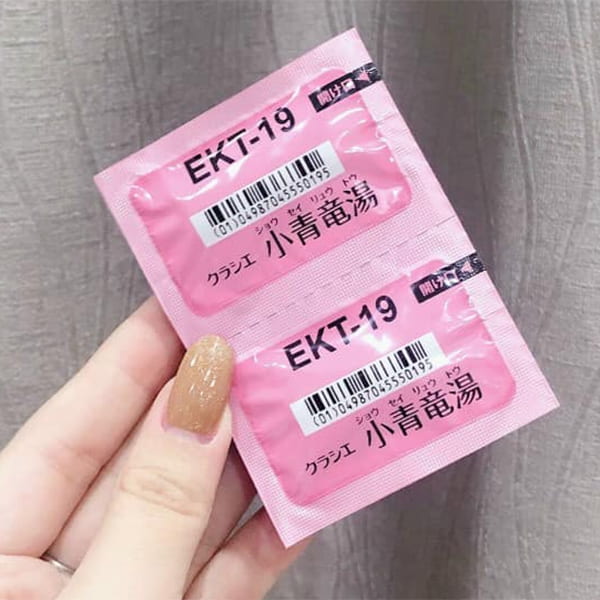 開け口
EKT-19
(01)04987045550195
ショウ セイ リュウ トウ
クラシエ 小青竜湯
開け口
EKT-19
(01)04987045550195
ショウ セイ リュウ トウ
クラシエ 小青竜湯